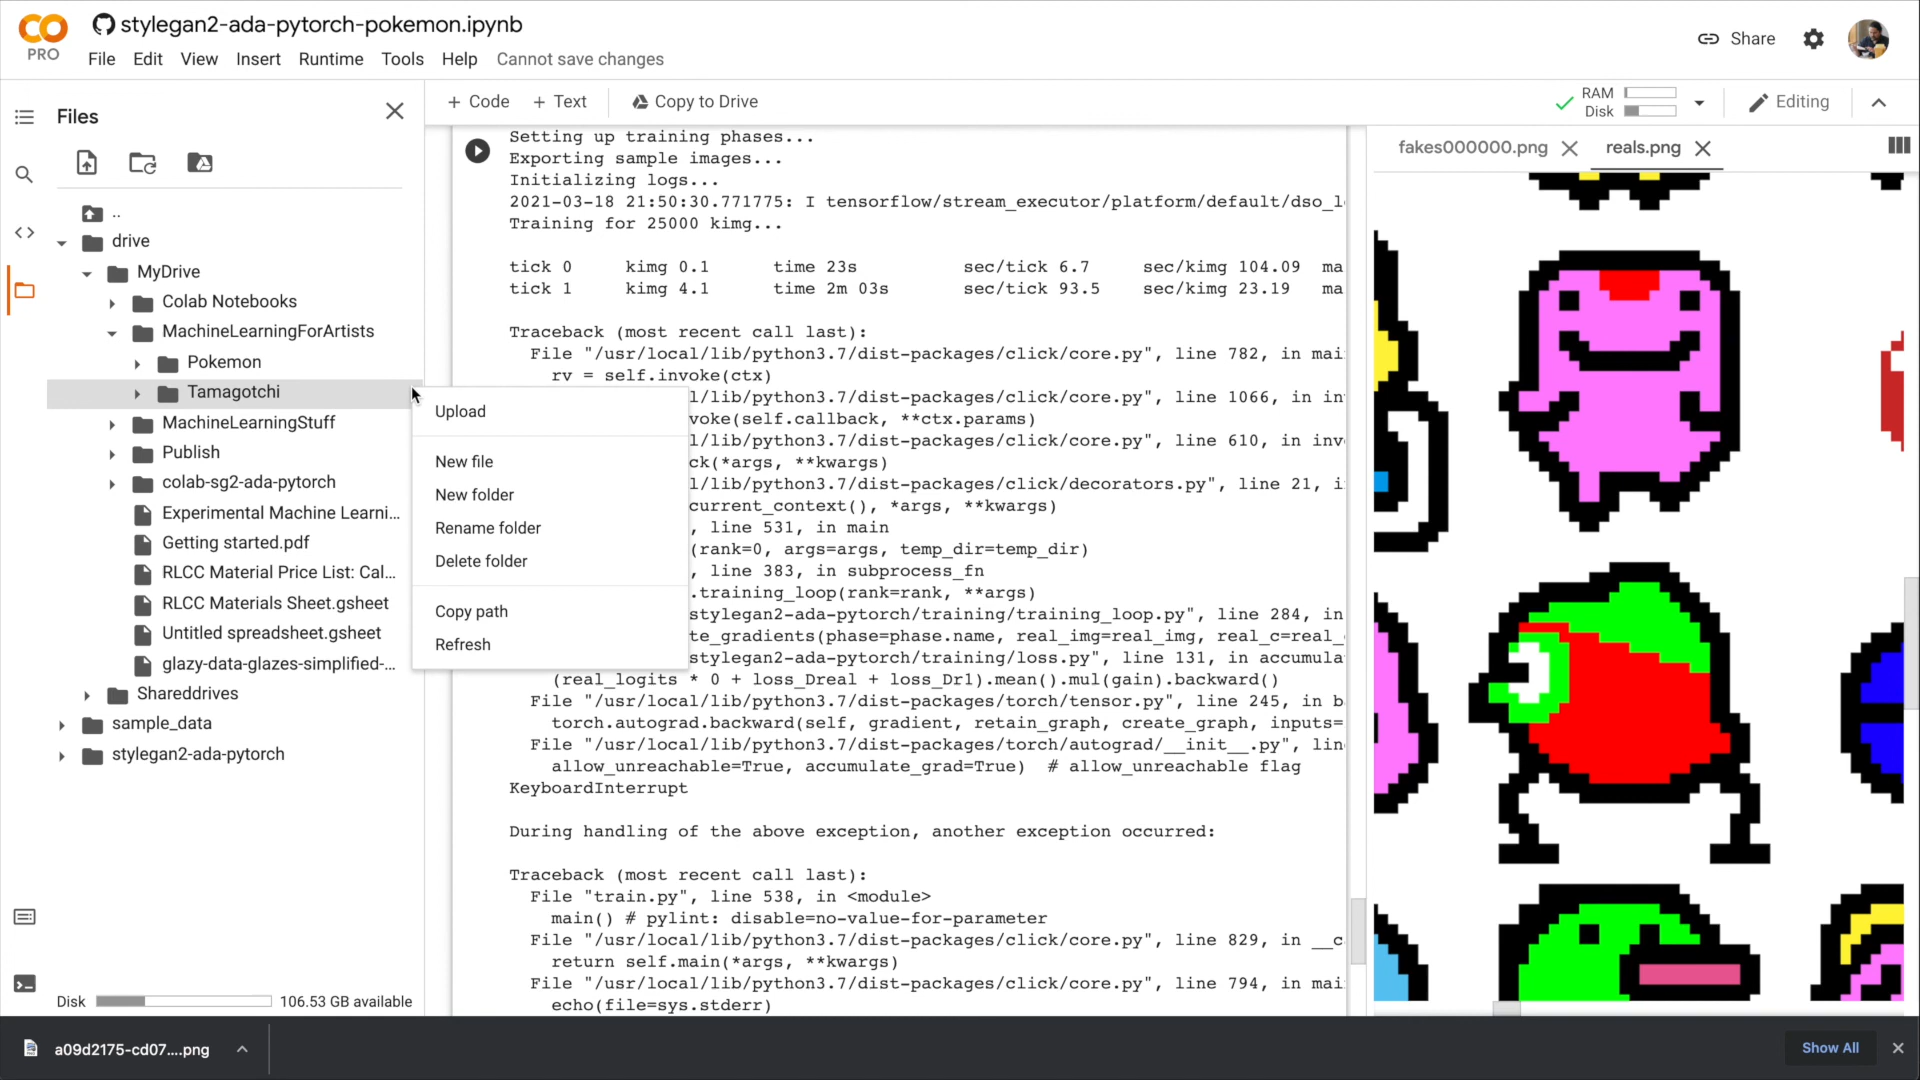 stylegan2-ada-pytorch-pokemon.ipynb
PRO
File Edit View Insert Runtime Tools Help Cannot save changes
Share
Files
+ Code + Text Copy to Drive
RAM
Disk
Editing
..
drive
MyDrive
Colab Notebooks
MachineLearningForArtists
Pokemon
Tamagotchi
MachineLearningStuff
Publish
colab-sg2-ada-pytorch
Experimental Machine Learni...
Getting started.pdf
RLCC Material Price List: Cal...
RLCC Materials Sheet.gsheet
Untitled spreadsheet.gsheet
glazy-data-glazes-simplified-...
Shareddrives
sample_data
stylegan2-ada-pytorch
Disk 106.53 GB available
Upload
New file
New folder
Rename folder
Delete folder
Copy path
Refresh
Setting up training phases...
Exporting sample images...
Initializing logs...
2021-03-18 21:50:30.771775: I tensorflow/stream_executor/platform/default/dso_l
Training for 25000 kimg...
tick 0 kimg 0.1 time 23s sec/tick 6.7 sec/kimg 104.09 ma
tick 1 kimg 4.1 time 2m 03s sec/tick 93.5 sec/kimg 23.19 ma
Traceback (most recent call last):
File "/usr/local/lib/python3.7/dist-packages/click/core.py", line 782, in mai
rv = self.invoke(ctx)
l/lib/python3.7/dist-packages/click/core.py", line 1066, in in
voke(self.callback, **ctx.params)
l/lib/python3.7/dist-packages/click/core.py", line 610, in inv
ck(*args, **kwargs)
l/lib/python3.7/dist-packages/click/decorators.py", line 21, i
current_context(), *args, **kwargs)
, line 531, in main
(rank=0, args=args, temp_dir=temp_dir)
, line 383, in subprocess_fn
.training_loop(rank=rank, **args)
stylegan2-ada-pytorch/training/training_loop.py", line 284, in
te_gradients(phase=phase.name, real_img=real_img, real_c=real_
stylegan2-ada-pytorch/training/loss.py", line 131, in accumula
(real_logits * 0 + loss_Dreal + loss_Dr1).mean().mul(gain).backward()
File "/usr/local/lib/python3.7/dist-packages/torch/tensor.py", line 245, in b
torch.autograd.backward(self, gradient, retain_graph, create_graph, inputs=
File "/usr/local/lib/python3.7/dist-packages/torch/autograd/__init__.py", lin
allow_unreachable=True, accumulate_grad=True) # allow_unreachable flag
KeyboardInterrupt
During handling of the above exception, another exception occurred:
Traceback (most recent call last):
File "train.py", line 538, in <module>
main() # pylint: disable=no-value-for-parameter
File "/usr/local/lib/python3.7/dist-packages/click/core.py", line 829, in __c
return self.main(*args, **kwargs)
File "/usr/local/lib/python3.7/dist-packages/click/core.py", line 794, in mai
echo(file=sys.stderr)
fakes000000.png reals.png
a09d2175-cd07....png
Show All